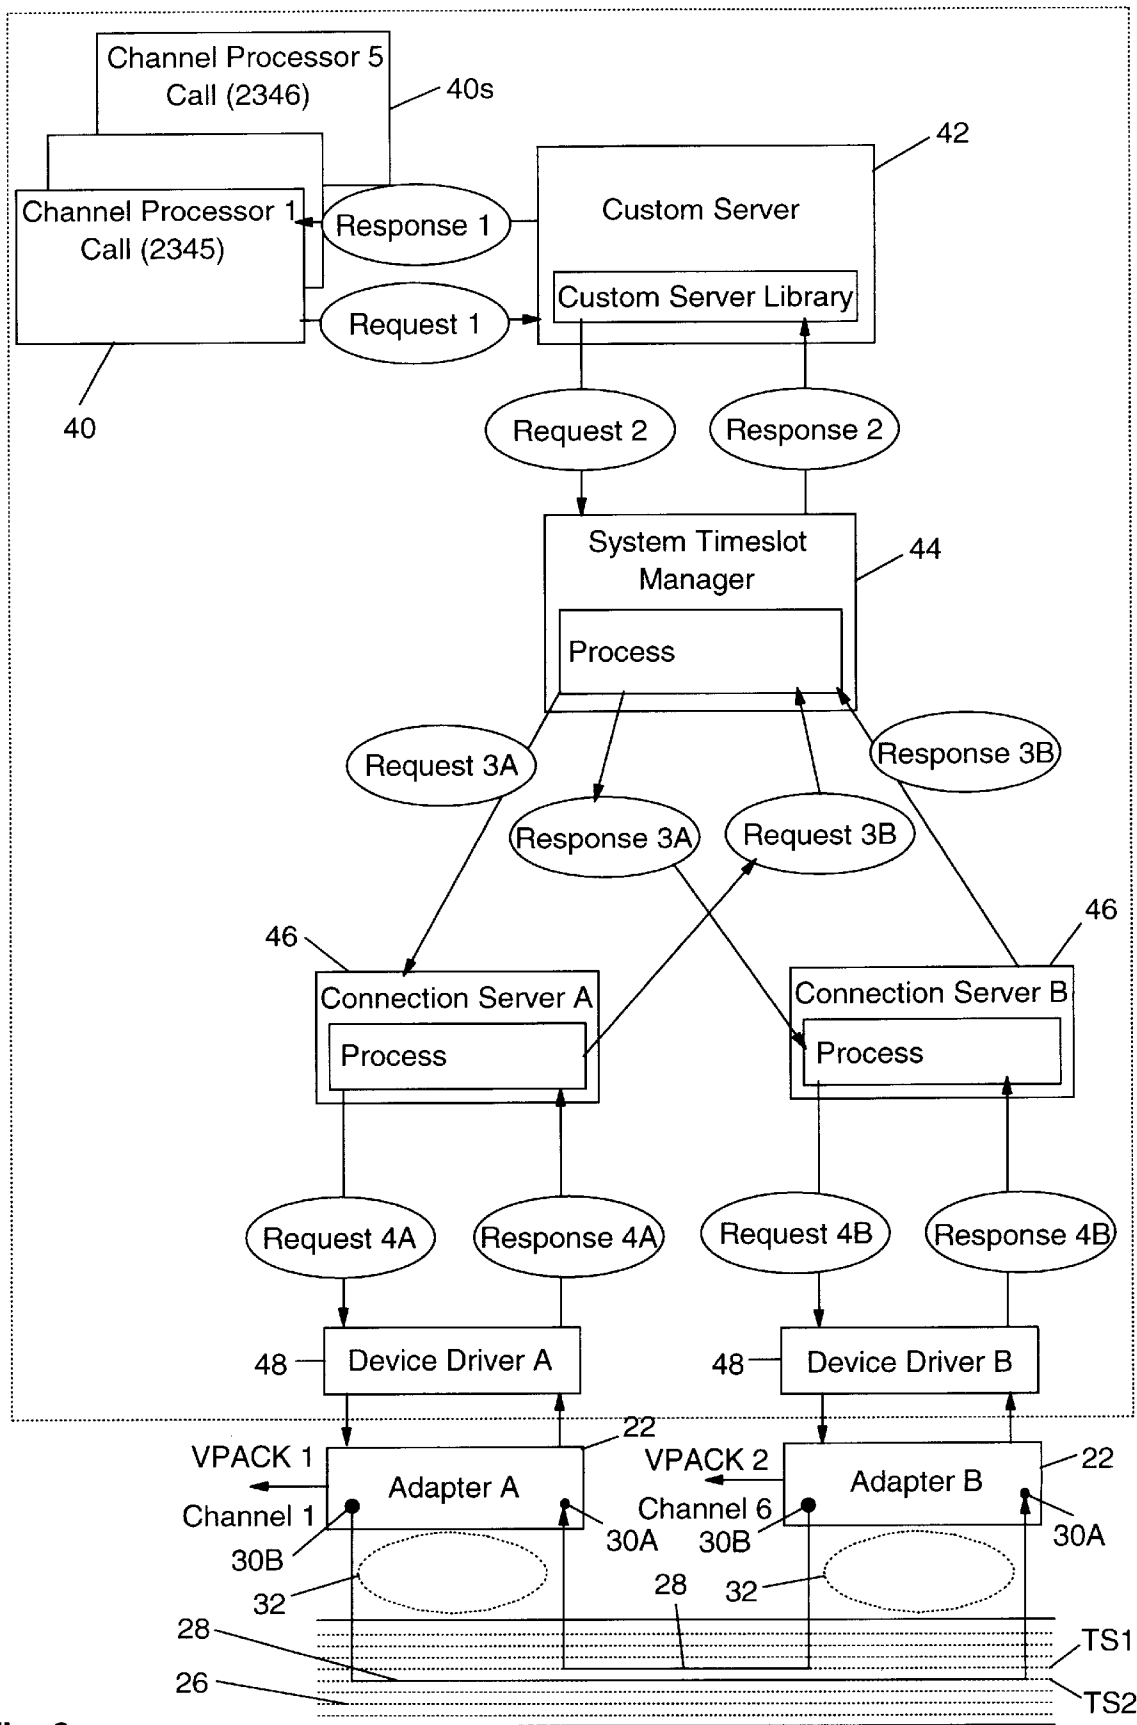 Channel Processor 5
Call (2346)
40s
42
Channel Processor 1
Call (2345)
Response 1
Custom Server
Custom Server Library
Request 1
40
Request 2
Response 2
System Timeslot
Manager
44
Process
Request 3A
Response 3B
Response 3A
Request 3B
46
46
Connection Server A
Connection Server B
Process
Process
Request 4A
Response 4A
Request 4B
Response 4B
48
Device Driver A
48
Device Driver B
22
VPACK 1
Adapter A
VPACK 2
Adapter B
22
Channel 1
Channel 6
30B
30A
30B
30A
32
28
32
28
TS1
26
TS2